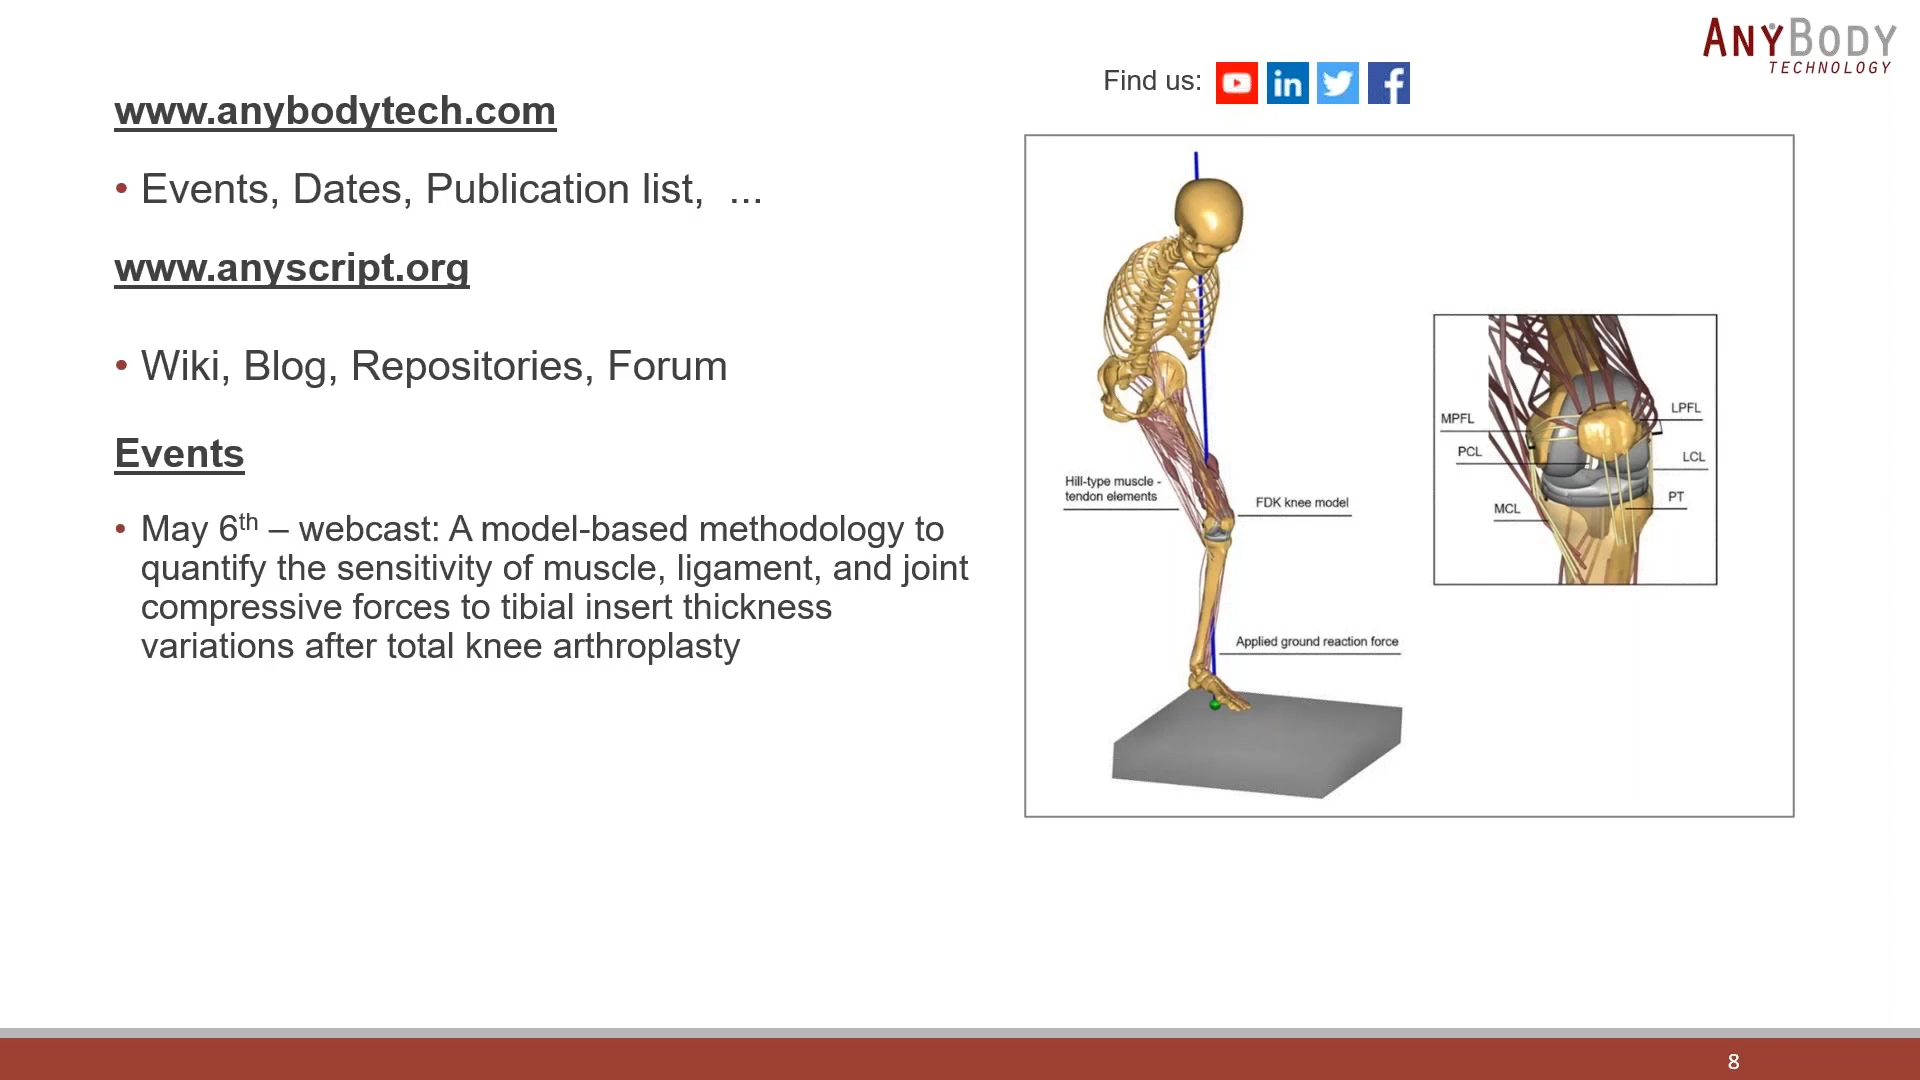 ANYBODY
TECHNOLOGY
Find us:
www.anybodytech.com
• Events, Dates, Publication list, ...
www.anyscript.org
• Wiki, Blog, Repositories, Forum
Events
• May 6th – webcast: A model-based methodology to
quantify the sensitivity of muscle, ligament, and joint
compressive forces to tibial insert thickness
variations after total knee arthroplasty
Hill-type muscle -
tendon elements
FDK knee model
Applied ground reaction force
MPFL
LPFL
PCL
LCL
MCL
PT
8